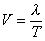 V = λ / T